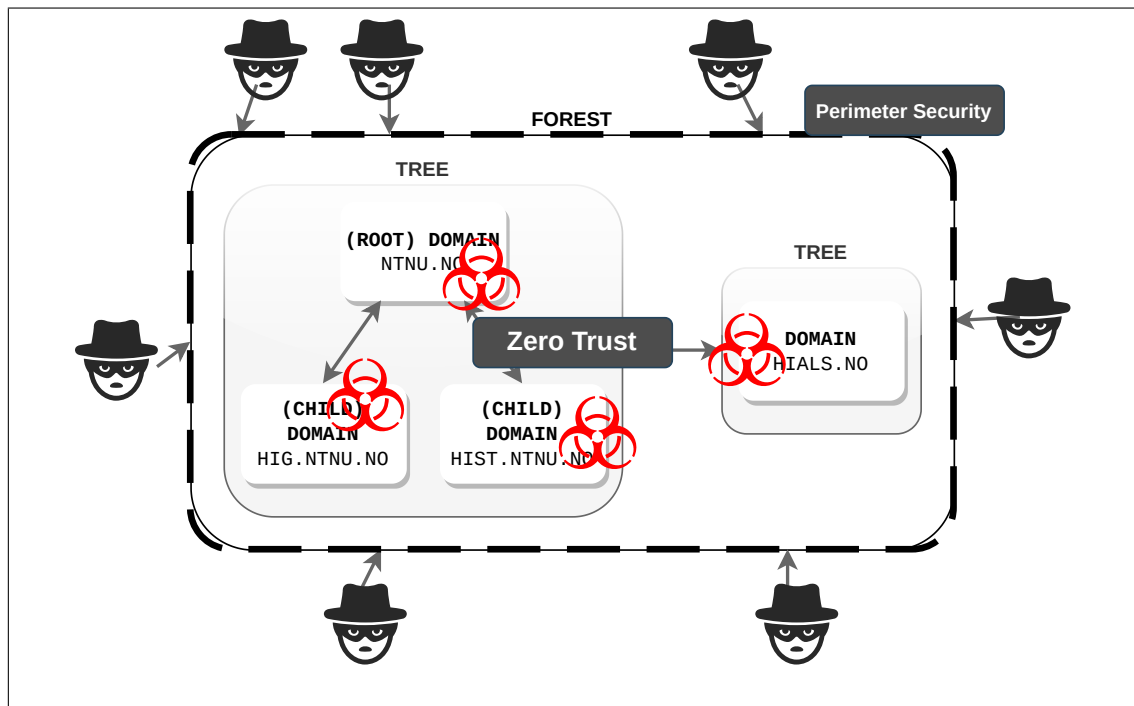 Perimeter Security
FOREST
TREE
(ROOT) DOMAIN
NTNU.NO
TREE
Zero Trust
DOMAIN
HIALS.NO
(CHILD)
DOMAIN
HIG.NTNU.NO
(CHILD)
DOMAIN
HIST.NTNU.NO